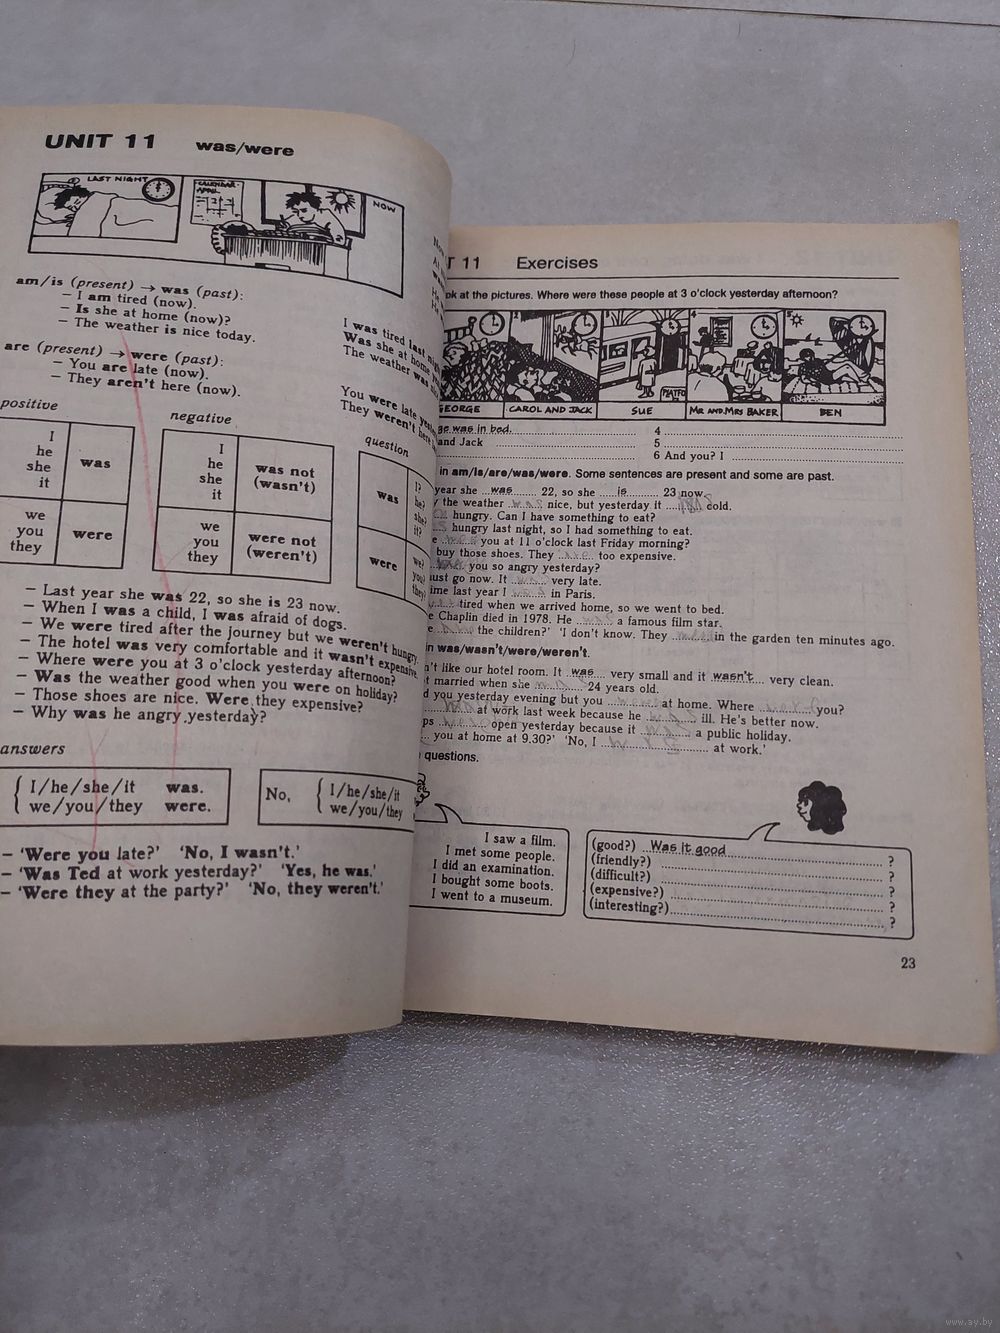 UNIT 11 was/were
LAST NIGHT
CALENDAR
APRIL
NOW
am/is (present) → was (past):
– I am tired (now).
– Is she at home (now)?
– The weather is nice today.
I was tired last night
Was she at home
The weather was
are (present) → were (past):
– You are late (now).
– They aren't here (now).
You were late
They weren't here
positive
I
he
she
it
was
we
you
they
were
negative
I
he
she
it
was not
(wasn't)
we
you
they
were not
(weren't)
question
was
I?
he?
she?
it?
were
we?
you?
they?
– Last year she was 22, so she is 23 now.
– When I was a child, I was afraid of dogs.
– We were tired after the journey but we weren't hungry.
– The hotel was very comfortable and it wasn't expensive.
– Where were you at 3 o'clock yesterday afternoon?
– Was the weather good when you were on holiday?
– Those shoes are nice. Were they expensive?
– Why was he angry yesterday?
answers
I/he/she/it was.
we/you/they were.
No,
I/he/she/it
we/you/they
– 'Were you late?' 'No, I wasn't.'
– 'Was Ted at work yesterday?' 'Yes, he was.'
– 'Were they at the party?' 'No, they weren't.'
11 Exercises
at the pictures. Where were these people at 3 o'clock yesterday afternoon?
GEORGE
2
CAROL AND JACK
3
SUE
4
MR AND MRS BAKER
5
BEN
was in bed.
and Jack
4
5
6 And you? I
in am/is/are/was/were. Some sentences are present and some are past.
year she was 22, so she is 23 now.
the weather nice, but yesterday it cold.
hungry. Can I have something to eat?
hungry last night, so I had something to eat.
you at 11 o'clock last Friday morning?
buy those shoes. They too expensive.
you so angry yesterday?
go now. It very late.
last year I in Paris.
tired when we arrived home, so we went to bed.
Chaplin died in 1978. He a famous film star.
the children?' 'I don't know. They in the garden ten minutes ago.
in was/wasn't/were/weren't.
like our hotel room. It was very small and it wasn't very clean.
married when she 24 years old.
you yesterday evening but you at home. Where you?
at work last week because he ill. He's better now.
open yesterday because it a public holiday.
you at home at 9.30?' 'No, I at work.'
questions.
I saw a film.
I met some people.
I did an examination.
I bought some boots.
I went to a museum.
(good?) Was it good ?
(friendly?) ?
(difficult?) ?
(expensive?) ?
(interesting?) ?
23
www.ay.by